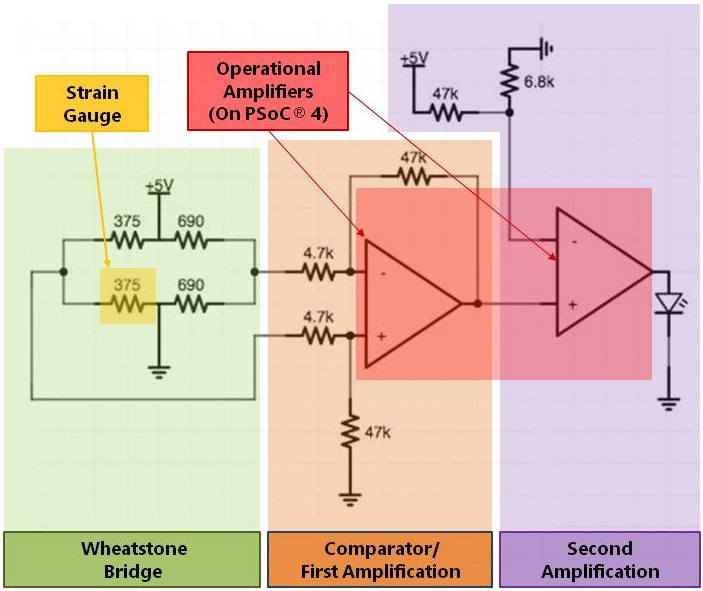 Operational
Amplifiers
(On PSoC® 4)
Strain
Gauge
+5V
47k
6.8k
+5V
375
690
47k
4.7k
-
-
375
690
4.7k
+
+
47k
Wheatstone
Bridge
Comparator/
First Amplification
Second
Amplification